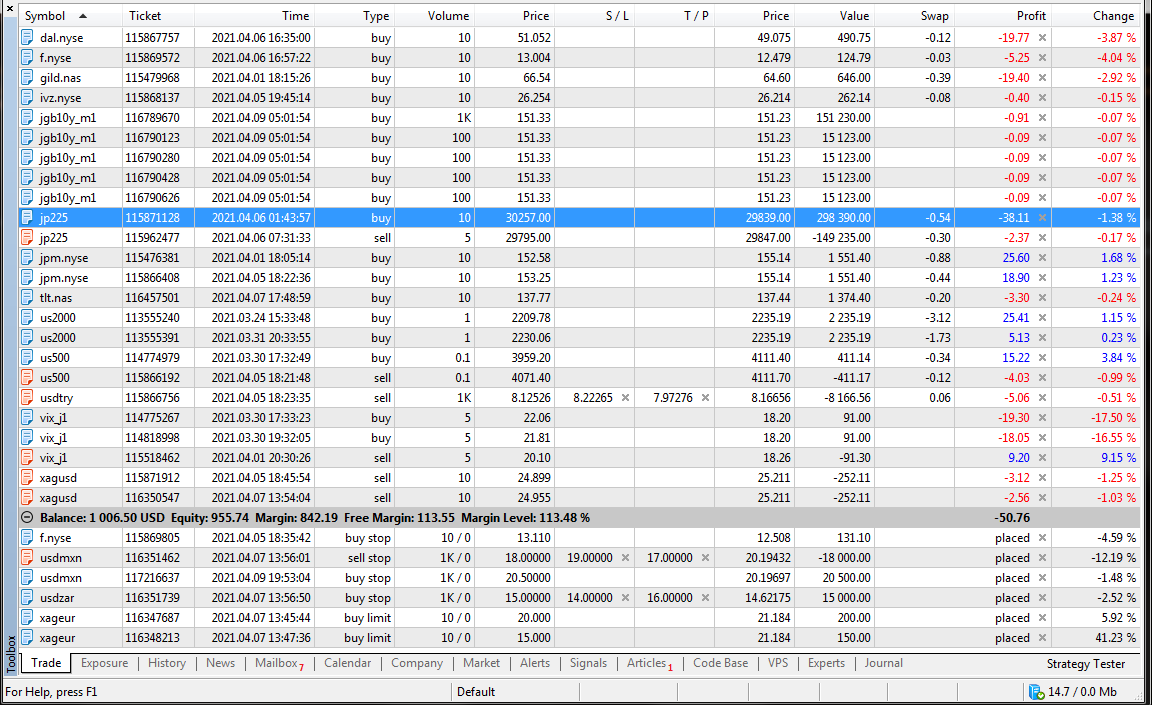 Symbol Ticket Time Type Volume Price S / L T / P Price Value Swap Profit Change
dal.nyse 115867757 2021.04.06 16:35:00 buy 10 51.052 49.075 490.75 -0.12 -19.77 -3.87 %
f.nyse 115869572 2021.04.06 16:57:22 buy 10 13.004 12.479 124.79 -0.03 -5.25 -4.04 %
gild.nas 115479968 2021.04.01 18:15:26 buy 10 66.54 64.60 646.00 -0.39 -19.40 -2.92 %
ivz.nyse 115868137 2021.04.05 19:45:14 buy 10 26.254 26.214 262.14 -0.08 -0.40 -0.15 %
jgb10y_m1 116789670 2021.04.09 05:01:54 buy 1K 151.33 151.23 151 230.00 -0.91 -0.07 %
jgb10y_m1 116790123 2021.04.09 05:01:54 buy 100 151.33 151.23 15 123.00 -0.09 -0.07 %
jgb10y_m1 116790280 2021.04.09 05:01:54 buy 100 151.33 151.23 15 123.00 -0.09 -0.07 %
jgb10y_m1 116790428 2021.04.09 05:01:54 buy 100 151.33 151.23 15 123.00 -0.09 -0.07 %
jgb10y_m1 116790626 2021.04.09 05:01:54 buy 100 151.33 151.23 15 123.00 -0.09 -0.07 %
jp225 115871128 2021.04.06 01:43:57 buy 10 30257.00 29839.00 298 390.00 -0.54 -38.11 -1.38 %
jp225 115962477 2021.04.06 07:31:33 sell 5 29795.00 29847.00 -149 235.00 -0.30 -2.37 -0.17 %
jpm.nyse 115476381 2021.04.01 18:05:14 buy 10 152.58 155.14 1 551.40 -0.88 25.60 1.68 %
jpm.nyse 115866408 2021.04.05 18:22:36 buy 10 153.25 155.14 1 551.40 -0.44 18.90 1.23 %
tlt.nas 116457501 2021.04.07 17:48:59 buy 10 137.77 137.44 1 374.40 -0.20 -3.30 -0.24 %
us2000 113555240 2021.03.24 15:33:48 buy 1 2209.78 2235.19 2 235.19 -3.12 25.41 1.15 %
us2000 113555391 2021.03.31 20:33:55 buy 1 2230.06 2235.19 2 235.19 -1.73 5.13 0.23 %
us500 114774979 2021.03.30 17:32:49 buy 0.1 3959.20 4111.40 411.14 -0.34 15.22 3.84 %
us500 115866192 2021.04.05 18:21:48 sell 0.1 4071.40 4111.70 -411.17 -0.12 -4.03 -0.99 %
usdtry 115866756 2021.04.05 18:23:35 sell 1K 8.12526 8.22265 7.97276 8.16656 -8 166.56 0.06 -5.06 -0.51 %
vix_j1 114775267 2021.03.30 17:33:23 buy 5 22.06 18.20 91.00 -19.30 -17.50 %
vix_j1 114818998 2021.03.30 19:32:05 buy 5 21.81 18.20 91.00 -18.05 -16.55 %
vix_j1 115518462 2021.04.01 20:30:26 sell 5 20.10 18.26 -91.30 9.20 9.15 %
xagusd 115871912 2021.04.05 18:45:54 sell 10 24.899 25.211 -252.11 -3.12 -1.25 %
xagusd 116350547 2021.04.07 13:54:04 sell 10 24.955 25.211 -252.11 -2.56 -1.03 %
Balance: 1 006.50 USD Equity: 955.74 Margin: 842.19 Free Margin: 113.55 Margin Level: 113.48 % -50.76
f.nyse 115869805 2021.04.05 18:35:42 buy stop 10 / 0 13.110 12.508 131.10 placed -4.59 %
usdmxn 116351462 2021.04.07 13:56:01 sell stop 1K / 0 18.00000 19.00000 17.00000 20.19432 -18 000.00 placed -12.19 %
usdmxn 117216637 2021.04.09 19:53:04 buy stop 1K / 0 20.50000 20.19697 20 500.00 placed -1.48 %
usdzar 116351739 2021.04.07 13:56:50 buy stop 1K / 0 15.00000 14.00000 16.00000 14.62175 15 000.00 placed -2.52 %
xageur 116347687 2021.04.07 13:45:44 buy limit 10 / 0 20.000 21.184 200.00 placed 5.92 %
xageur 116348213 2021.04.07 13:47:36 buy limit 10 / 0 15.000 21.184 150.00 placed 41.23 %
Toolbox
Trade Exposure History News Mailbox 7 Calendar Company Market Alerts Signals Articles 1 Code Base VPS Experts Journal Strategy Tester
For Help, press F1 Default 14.7 / 0.0 Mb